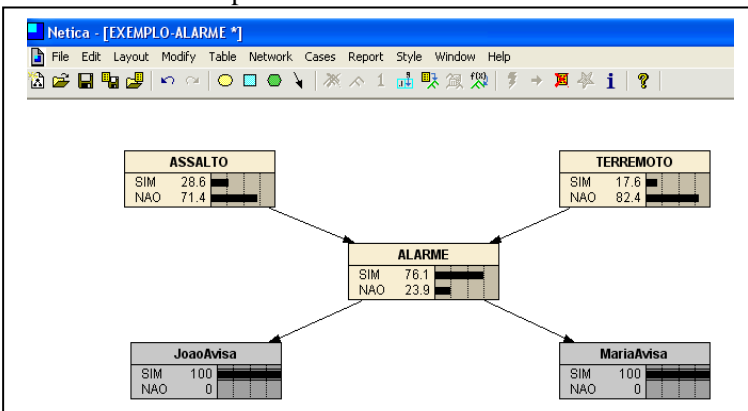 Netica - [EXEMPLO-ALARME *]
File Edit Layout Modify Table Network Cases Report Style Window Help
1 f(x) i ?
ASSALTO
SIM 28.6
NAO 71.4
TERREMOTO
SIM 17.6
NAO 82.4
ALARME
SIM 76.1
NAO 23.9
JoaoAvisa
SIM 100
NAO 0
MariaAvisa
SIM 100
NAO 0